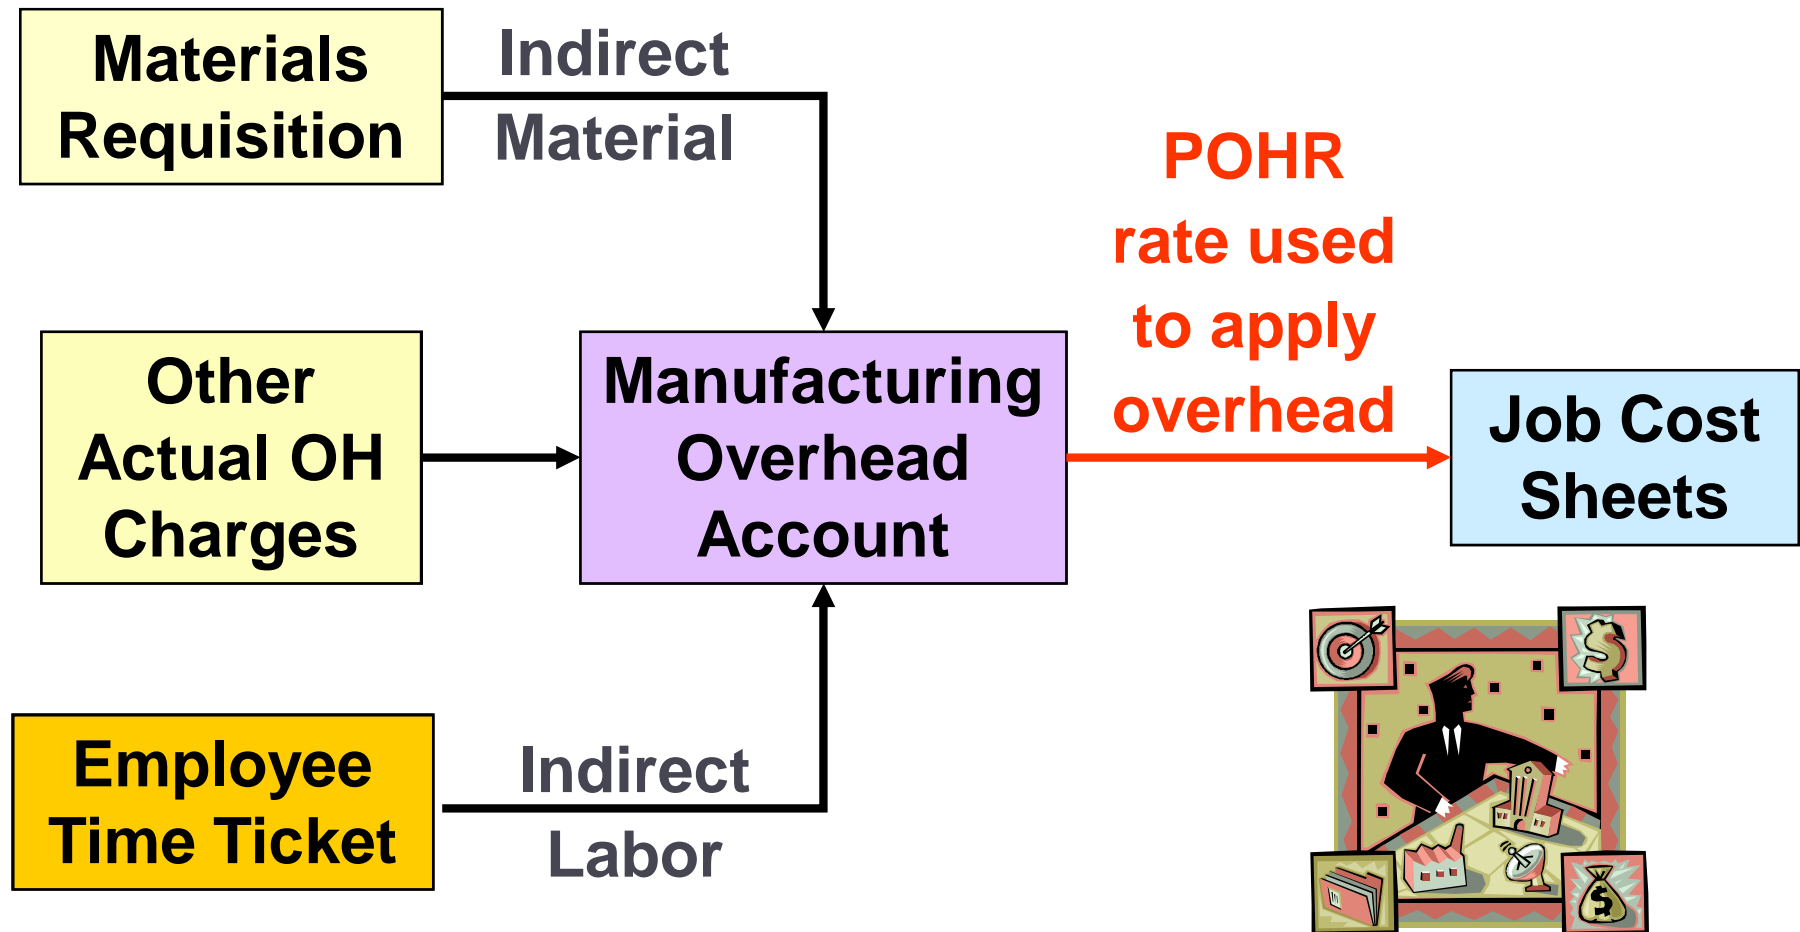 Materials
Requisition
Indirect
Material
POHR
rate used
to apply
overhead
Other
Actual OH
Charges
Manufacturing
Overhead
Account
Job Cost
Sheets
Employee
Time Ticket
Indirect
Labor
$
$